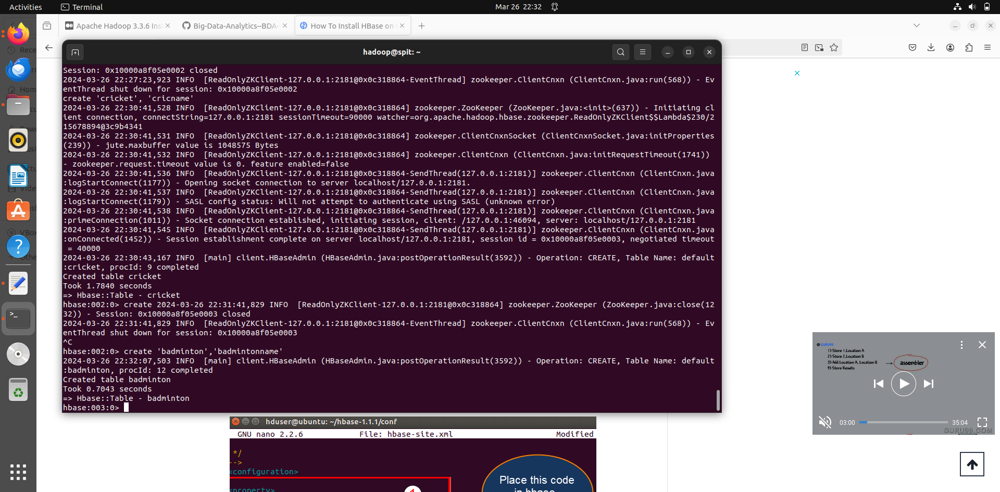 Activities
Terminal
Mar 26 22:32
Apache Hadoop 3.3.6 Ins
Big-Data-Analytics--BDA-
How To Install HBase on
hadoop@spit: ~
Session: 0x10000a8f05e0002 closed
2024-03-26 22:27:23,923 INFO  [ReadOnlyZKClient-127.0.0.1:2181@0x0c318864-EventThread] zookeeper.ClientCnxn (ClientCnxn.java:run(568)) - Ev
entThread shut down for session: 0x10000a8f05e0002
create 'cricket', 'cricname'
2024-03-26 22:30:41,528 INFO  [ReadOnlyZKClient-127.0.0.1:2181@0x0c318864] zookeeper.ZooKeeper (ZooKeeper.java:<init>(637)) - Initiating cl
ient connection, connectString=127.0.0.1:2181 sessionTimeout=90000 watcher=org.apache.hadoop.hbase.zookeeper.ReadOnlyZKClient$$Lambda$230/2
15678894@3c9b4341
2024-03-26 22:30:41,531 INFO  [ReadOnlyZKClient-127.0.0.1:2181@0x0c318864] zookeeper.ClientCnxnSocket (ClientCnxnSocket.java:initProperties
(239)) - jute.maxbuffer value is 1048575 Bytes
2024-03-26 22:30:41,532 INFO  [ReadOnlyZKClient-127.0.0.1:2181@0x0c318864] zookeeper.ClientCnxn (ClientCnxn.java:initRequestTimeout(1741))
- zookeeper.request.timeout value is 0. feature enabled=false
2024-03-26 22:30:41,536 INFO  [ReadOnlyZKClient-127.0.0.1:2181@0x0c318864-SendThread(127.0.0.1:2181)] zookeeper.ClientCnxn (ClientCnxn.java
:logStartConnect(1177)) - Opening socket connection to server localhost/127.0.0.1:2181.
2024-03-26 22:30:41,537 INFO  [ReadOnlyZKClient-127.0.0.1:2181@0x0c318864-SendThread(127.0.0.1:2181)] zookeeper.ClientCnxn (ClientCnxn.java
:logStartConnect(1179)) - SASL config status: Will not attempt to authenticate using SASL (unknown error)
2024-03-26 22:30:41,538 INFO  [ReadOnlyZKClient-127.0.0.1:2181@0x0c318864-SendThread(127.0.0.1:2181)] zookeeper.ClientCnxn (ClientCnxn.java
:primeConnection(1011)) - Socket connection established, initiating session, client: /127.0.0.1:46094, server: localhost/127.0.0.1:2181
2024-03-26 22:30:41,545 INFO  [ReadOnlyZKClient-127.0.0.1:2181@0x0c318864-SendThread(127.0.0.1:2181)] zookeeper.ClientCnxn (ClientCnxn.java
:onConnected(1452)) - Session establishment complete on server localhost/127.0.0.1:2181, session id = 0x10000a8f05e0003, negotiated timeout
 = 40000
2024-03-26 22:30:43,167 INFO  [main] client.HBaseAdmin (HBaseAdmin.java:postOperationResult(3592)) - Operation: CREATE, Table Name: default
:cricket, procId: 9 completed
Created table cricket
Took 1.7840 seconds
=> Hbase::Table - cricket
hbase:002:0> create 2024-03-26 22:31:41,829 INFO  [ReadOnlyZKClient-127.0.0.1:2181@0x0c318864] zookeeper.ZooKeeper (ZooKeeper.java:close(12
32)) - Session: 0x10000a8f05e0003 closed
2024-03-26 22:31:41,829 INFO  [ReadOnlyZKClient-127.0.0.1:2181@0x0c318864-EventThread] zookeeper.ClientCnxn (ClientCnxn.java:run(568)) - Ev
entThread shut down for session: 0x10000a8f05e0003
^C
hbase:002:0> create 'badminton','badmintonname'
2024-03-26 22:32:07,503 INFO  [main] client.HBaseAdmin (HBaseAdmin.java:postOperationResult(3592)) - Operation: CREATE, Table Name: default
:badminton, procId: 12 completed
Created table badminton
Took 0.7043 seconds
=> Hbase::Table - badminton
hbase:003:0>
hduser@ubuntu: ~/hbase-1.1.1/conf
GNU nano 2.2.6 File: hbase-site.xml Modified
*/
-->
<configuration>
<property>
1
Place this code
in hbase
GURU99
1) Store 1,Location A
2) Store 2,Location B
3) Add Location A, Location B
4) Store Results
assembler
03:00
35:04
GURU99.COM